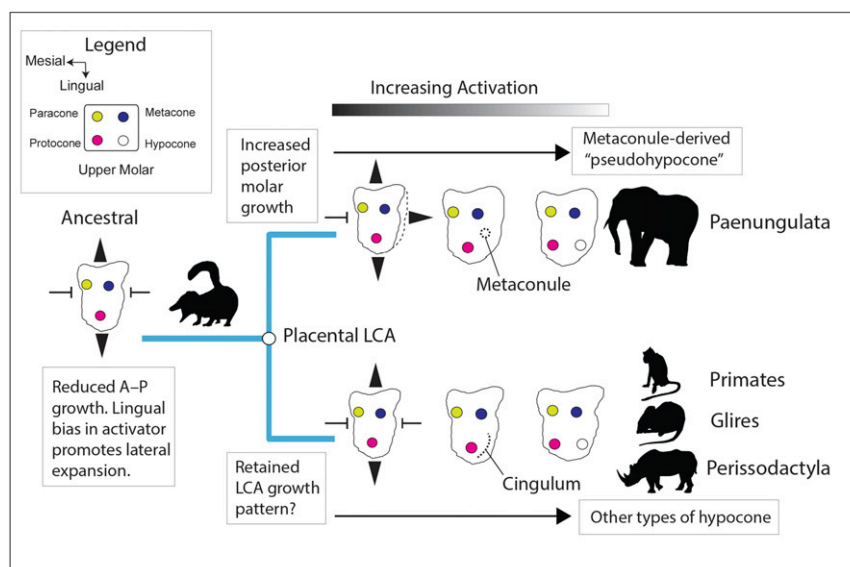 Legend
Mesial
Lingual
Paracone
Metacone
Protocone
Hypocone
Upper Molar
Increasing Activation
Increased
posterior
molar
growth
Metaconule-derived
“pseudohypocone”
Ancestral
Paenungulata
Metaconule
Placental LCA
Reduced A–P
growth. Lingual
bias in activator
promotes lateral
expansion.
Primates
Glires
Perissodactyla
Retained
LCA growth
pattern?
Cingulum
Other types of hypocone